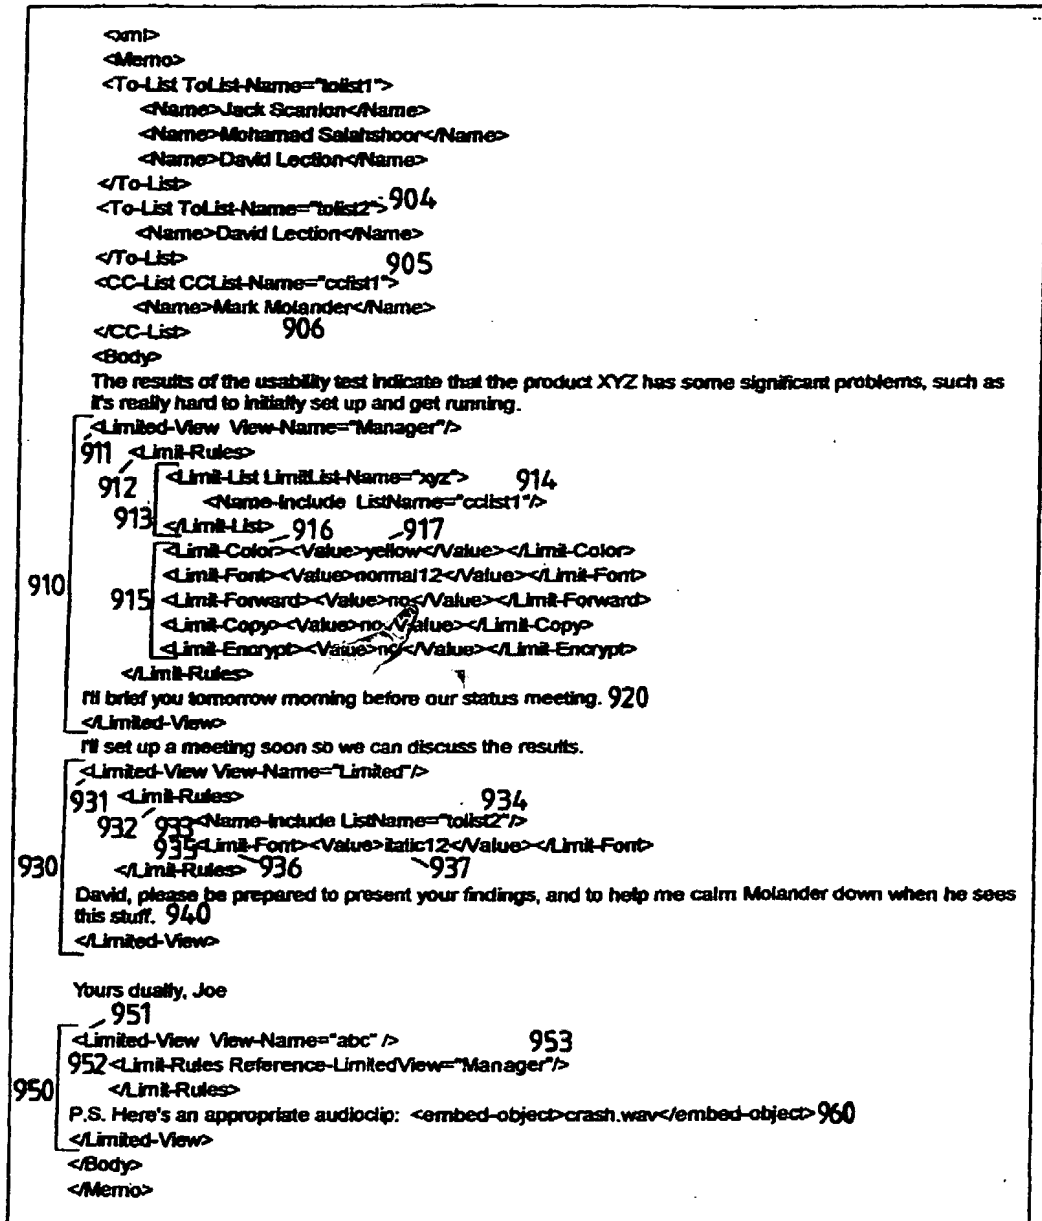 <xml>
<Memo>
<To-List ToList-Name="tolist1">
<Name>Jack Scanlon</Name>
<Name>Mohamad Salahshoor</Name>
<Name>David Lection</Name>
</To-List>
<To-List ToList-Name="tolist2"> 904
<Name>David Lection</Name>
</To-List> 905
<CC-List CCList-Name="cclist1">
<Name>Mark Molander</Name>
</CC-List> 906
<Body>
The results of the usability test indicate that the product XYZ has some significant problems, such as
it's really hard to initially set up and get running.
<Limited-View View-Name="Manager"/>
911 <Limit-Rules>
912 <Limit-List LimitList-Name="xyz"> 914
<Name-Include ListName="cclist1"/>
913 </Limit-List> 916 917
<Limit-Color><Value>yellow</Value></Limit-Color>
910 <Limit-Font><Value>normal12</Value></Limit-Font>
915 <Limit-Forward><Value>no</Value></Limit-Forward>
<Limit-Copy><Value>no</Value></Limit-Copy>
<Limit-Encrypt><Value>no</Value></Limit-Encrypt>
</Limit-Rules>
I'll brief you tomorrow morning before our status meeting. 920
</Limited-View>
I'll set up a meeting soon so we can discuss the results.
<Limited-View View-Name="Limited"/>
931 <Limit-Rules> 934
932 933 <Name-Include ListName="tolist2"/>
935 <Limit-Font><Value>italic12</Value></Limit-Font>
930 </Limit-Rules> 936 937
David, please be prepared to present your findings, and to help me calm Molander down when he sees
this stuff. 940
</Limited-View>
Yours dually, Joe
951
<Limited-View View-Name="abc" /> 953
952 <Limit-Rules Reference-LimitedView="Manager"/>
950 </Limit-Rules>
P.S. Here's an appropriate audioclip: <embed-object>crash.wav</embed-object> 960
</Limited-View>
</Body>
</Memo>